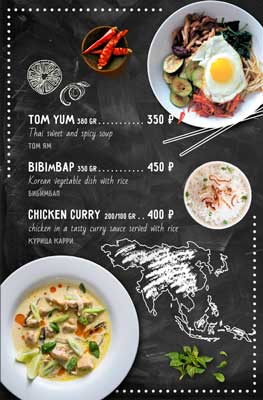 TOM YUM 380 GR ............ 350 ₽
Thai sweet and spicy soup
ТОМ ЯМ
BIBIMBAP 350 GR ............ 450 ₽
Korean vegetable dish with rice
БИБИМБАП
CHICKEN CURRY 200/100 GR .. 400 ₽
chicken in a tasty curry sauce served with rice
КУРИЦА КАРРИ